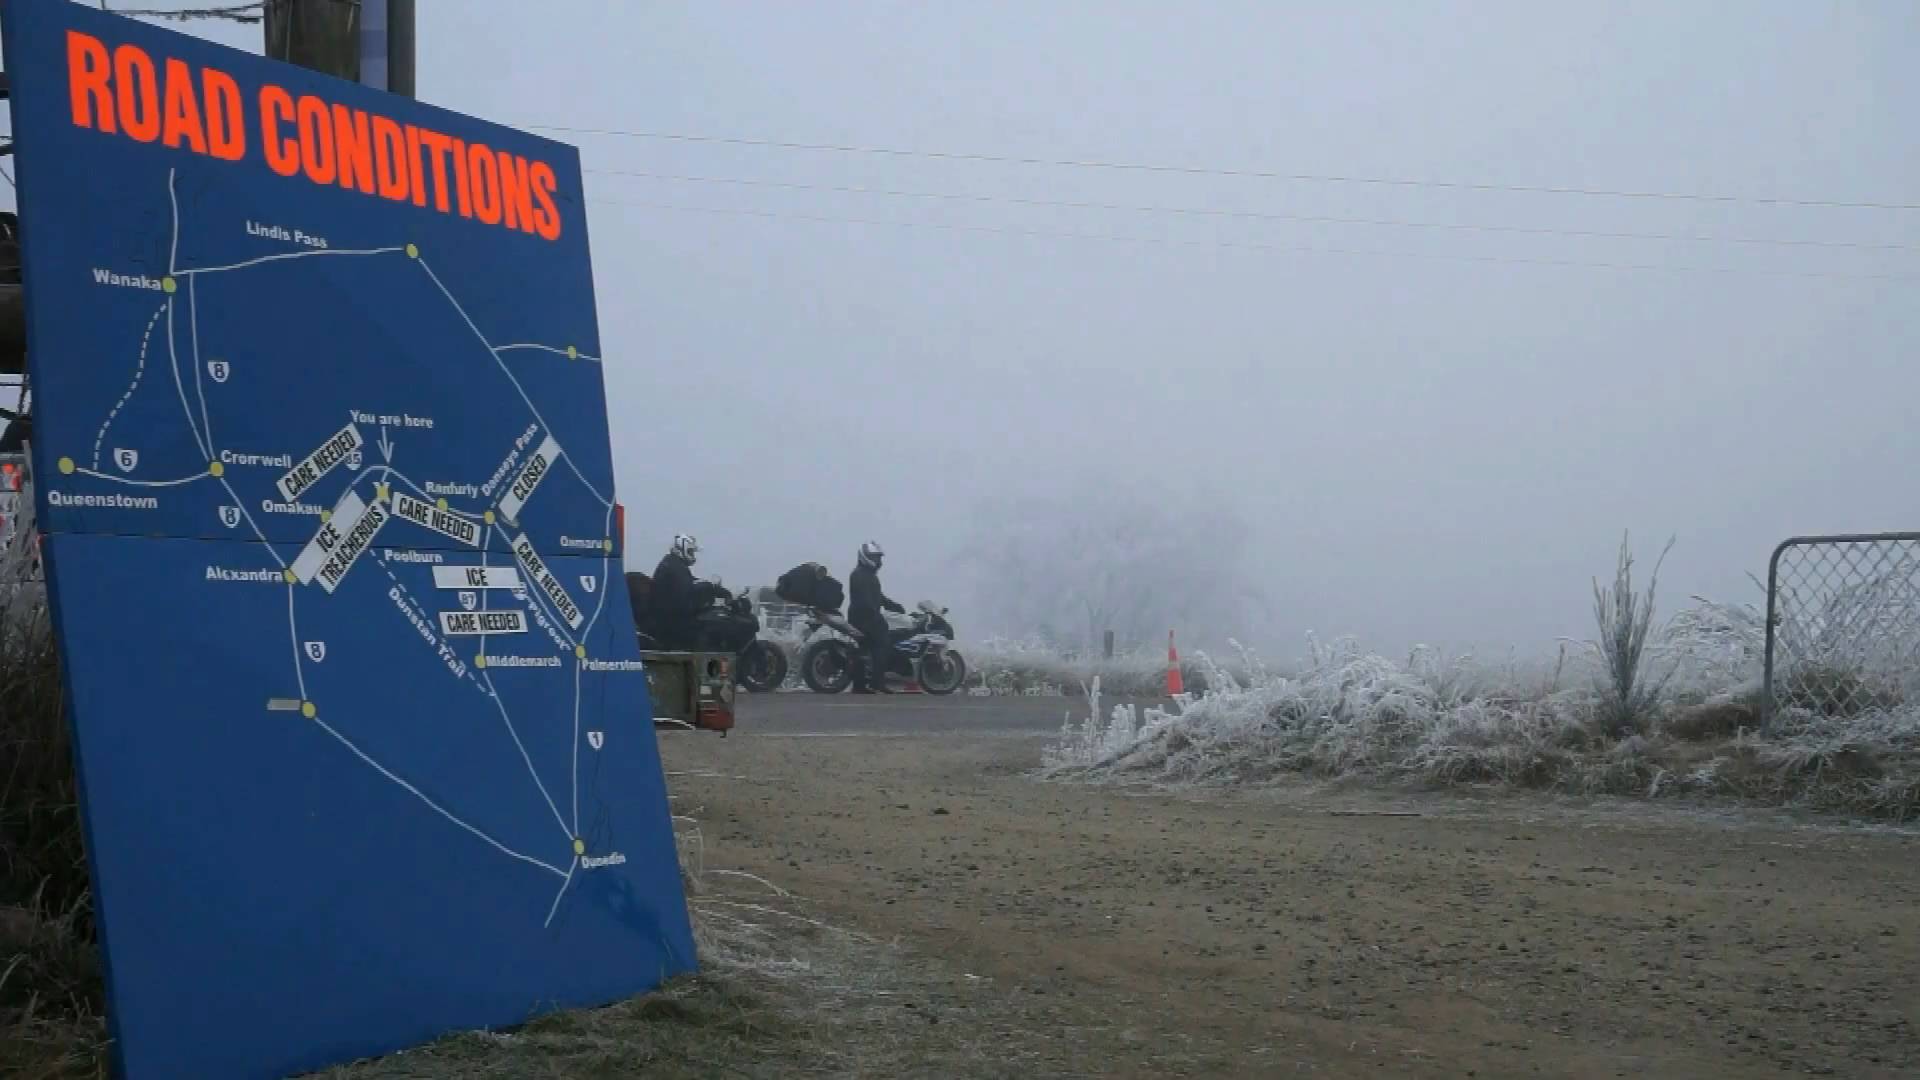 ROAD CONDITIONS
Lindis Pass
Wanaka
8
You are here
CARE NEEDED
85
6
Cromwell
Queenstown
8
Omakau
ICE
TREACHEROUS
CARE NEEDED
Ranfurly
Danseys Pass
CLOSED
Oamaru
Alexandra
Poolburn
ICE
87
CARE NEEDED
CARE NEEDED
"Pigroot"
1
Dunstan Trail
8
Middlemarch
Palmerston
1
Dunedin